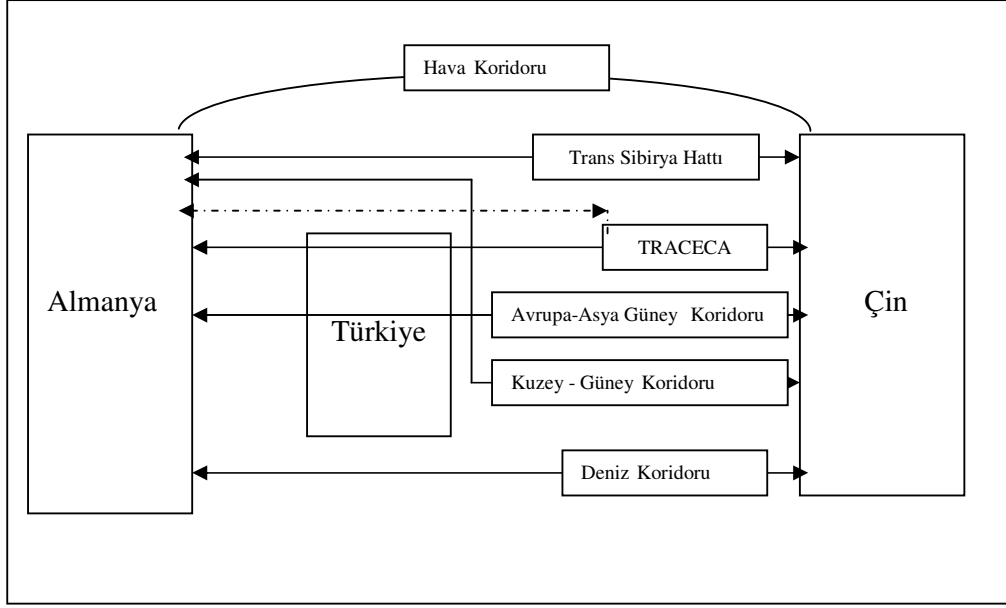 Hava Koridoru
Trans Sibirya Hattı
TRACECA
Almanya
Avrupa-Asya Güney Koridoru
Çin
Türkiye
Kuzey - Güney Koridoru
Deniz Koridoru